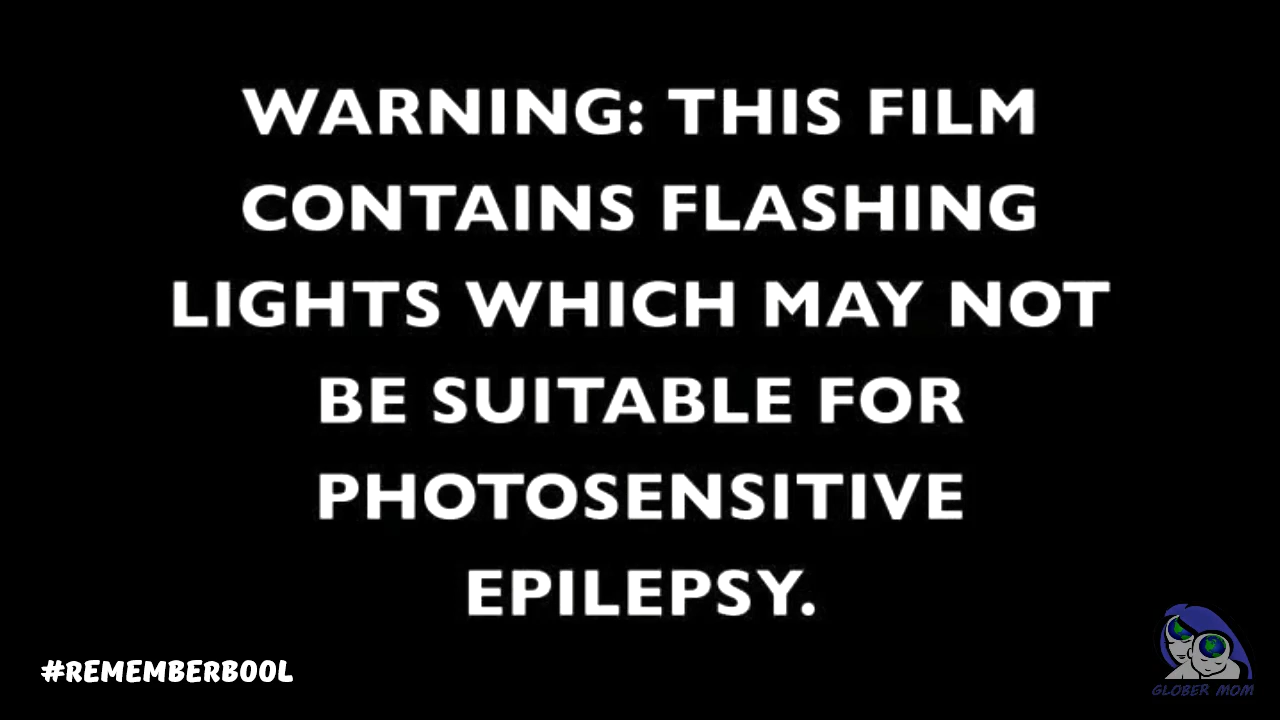 WARNING: THIS FILM
CONTAINS FLASHING
LIGHTS WHICH MAY NOT
BE SUITABLE FOR
PHOTOSENSITIVE
EPILEPSY.
#REMEMBERBOOL
GLOBER MOM